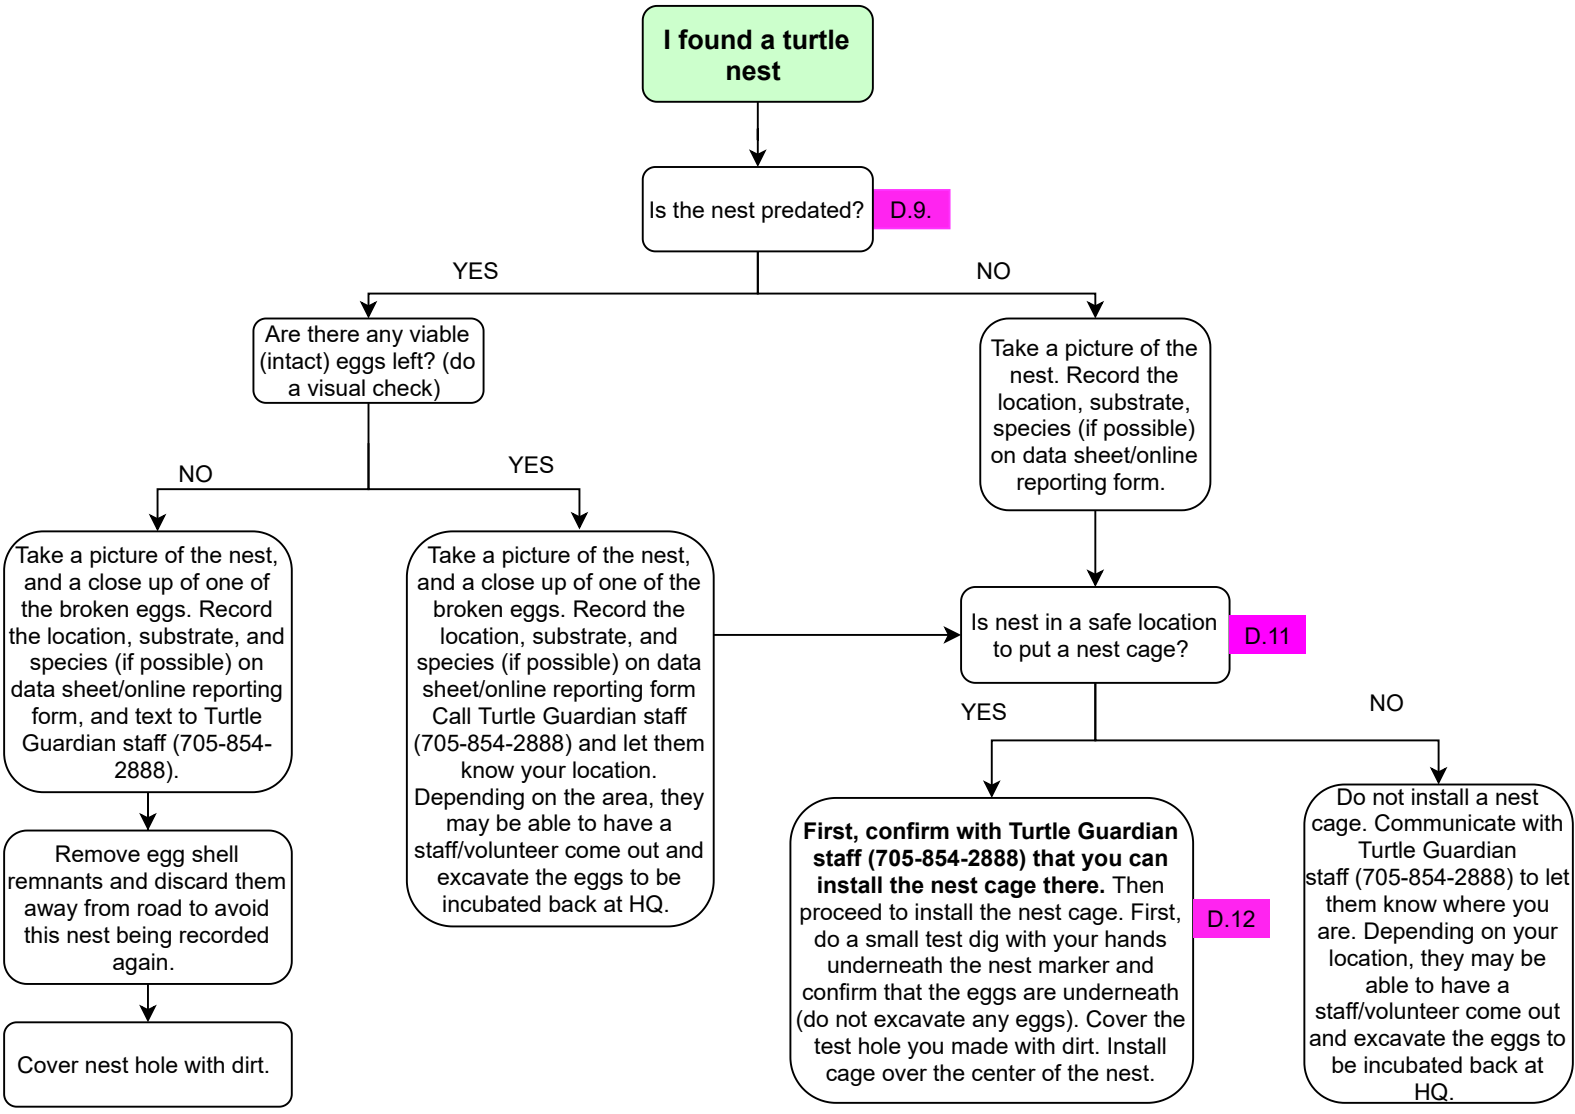 I found a turtle
nest
Is the nest predated?
D.9.
YES
NO
Are there any viable
(intact) eggs left? (do
a visual check)
Take a picture of the
nest. Record the
location, substrate,
species (if possible)
on data sheet/online
reporting form.
NO
YES
Take a picture of the nest,
and a close up of one of
the broken eggs. Record
the location, substrate, and
species (if possible) on
data sheet/online reporting
form, and text to Turtle
Guardian staff (705-854-
2888).
Take a picture of the nest,
and a close up of one of the
broken eggs. Record the
location, substrate, and
species (if possible) on data
sheet/online reporting form
Call Turtle Guardian staff
(705-854-2888) and let them
know your location.
Depending on the area, they
may be able to have a
staff/volunteer come out and
excavate the eggs to be
incubated back at HQ.
Is nest in a safe location
to put a nest cage?
D.11
YES
NO
Remove egg shell
remnants and discard them
away from road to avoid
this nest being recorded
again.
Cover nest hole with dirt.
First, confirm with Turtle Guardian
staff (705-854-2888) that you can
install the nest cage there. Then
proceed to install the nest cage. First,
do a small test dig with your hands
underneath the nest marker and
confirm that the eggs are underneath
(do not excavate any eggs). Cover the
test hole you made with dirt. Install
cage over the center of the nest.
D.12
Do not install a nest
cage. Communicate with
Turtle Guardian
staff (705-854-2888) to let
them know where you
are. Depending on your
location, they may be
able to have a
staff/volunteer come out
and excavate the eggs to
be incubated back at
HQ.